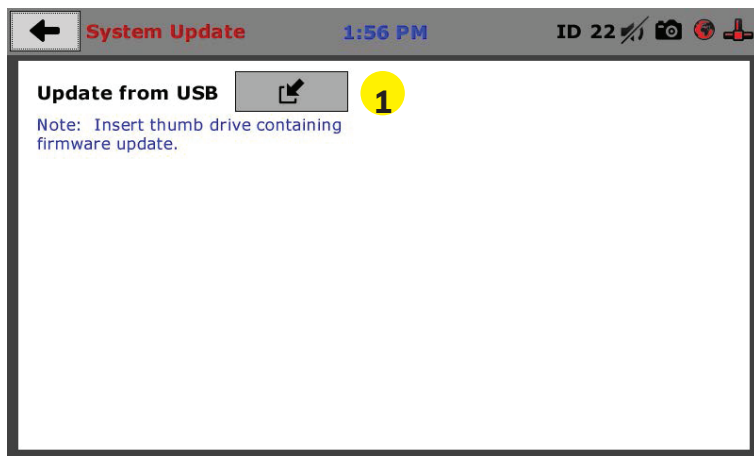 System Update 1:56 PM ID 22
Update from USB 1
Note: Insert thumb drive containing
firmware update.